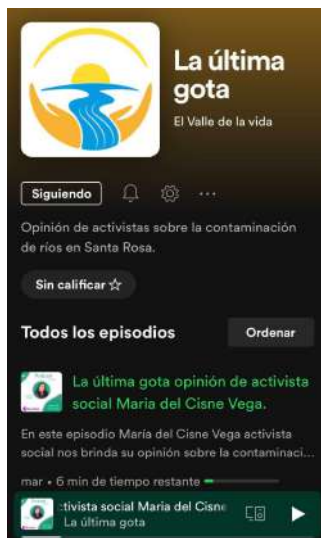 La última
gota
El Valle de la vida
Siguiendo
Opinión de activistas sobre la contaminación
de ríos en Santa Rosa.
Sin calificar
Todos los episodios
Ordenar
La última gota opinión de activista
social Maria del Cisne Vega.
En este episodio María del Cisne Vega activista
social nos brinda su opinión sobre la contaminaci...
mar • 6 min de tiempo restante
tivista social Maria del Cisne
La última gota